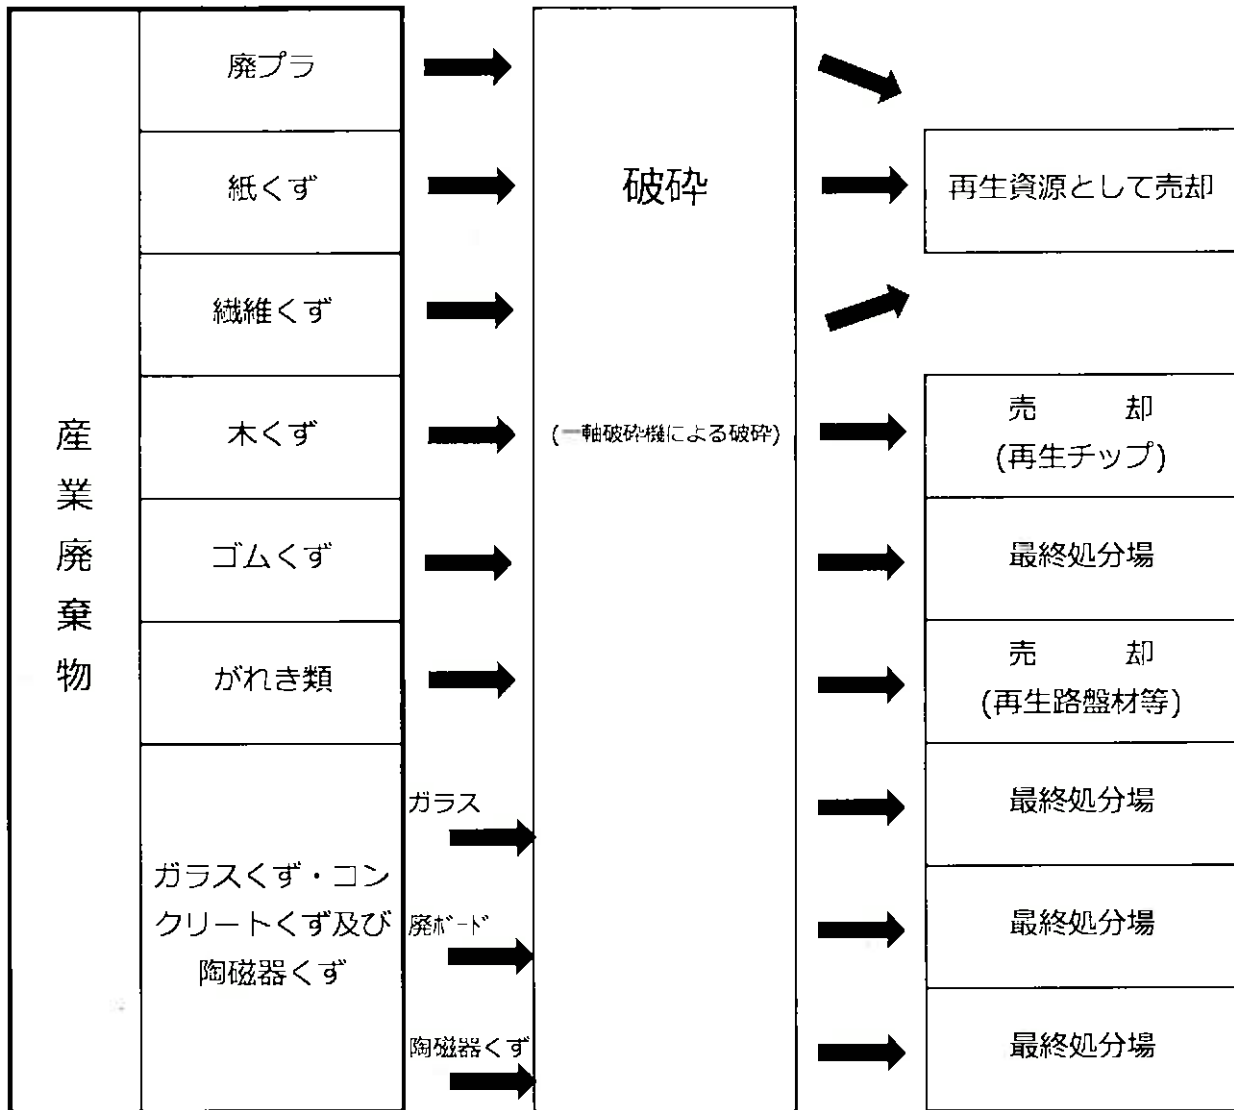 産業廃棄物
廃プラ
紙くず
繊維くず
木くず
ゴムくず
がれき類
ガラスくず・コン
クリートくず及び
陶磁器くず
ガラス
廃ボード
陶磁器くず
破砕
(一軸破砕機による破砕)
再生資源として売却
売　　却
(再生チップ)
最終処分場
売　　却
(再生路盤材等)
最終処分場
最終処分場
最終処分場